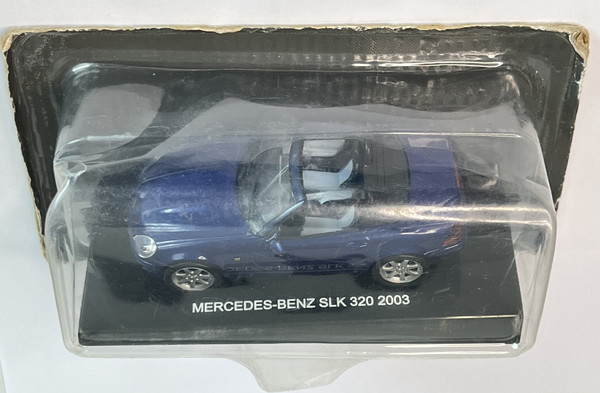 MERCEDES-BENZ SLK 320 2003